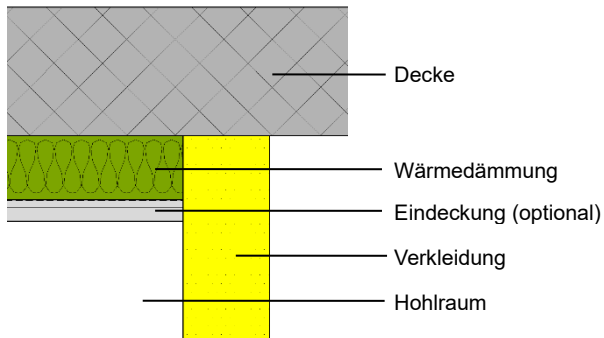 Decke
Wärmedämmung
Eindeckung (optional)
Verkleidung
Hohlraum